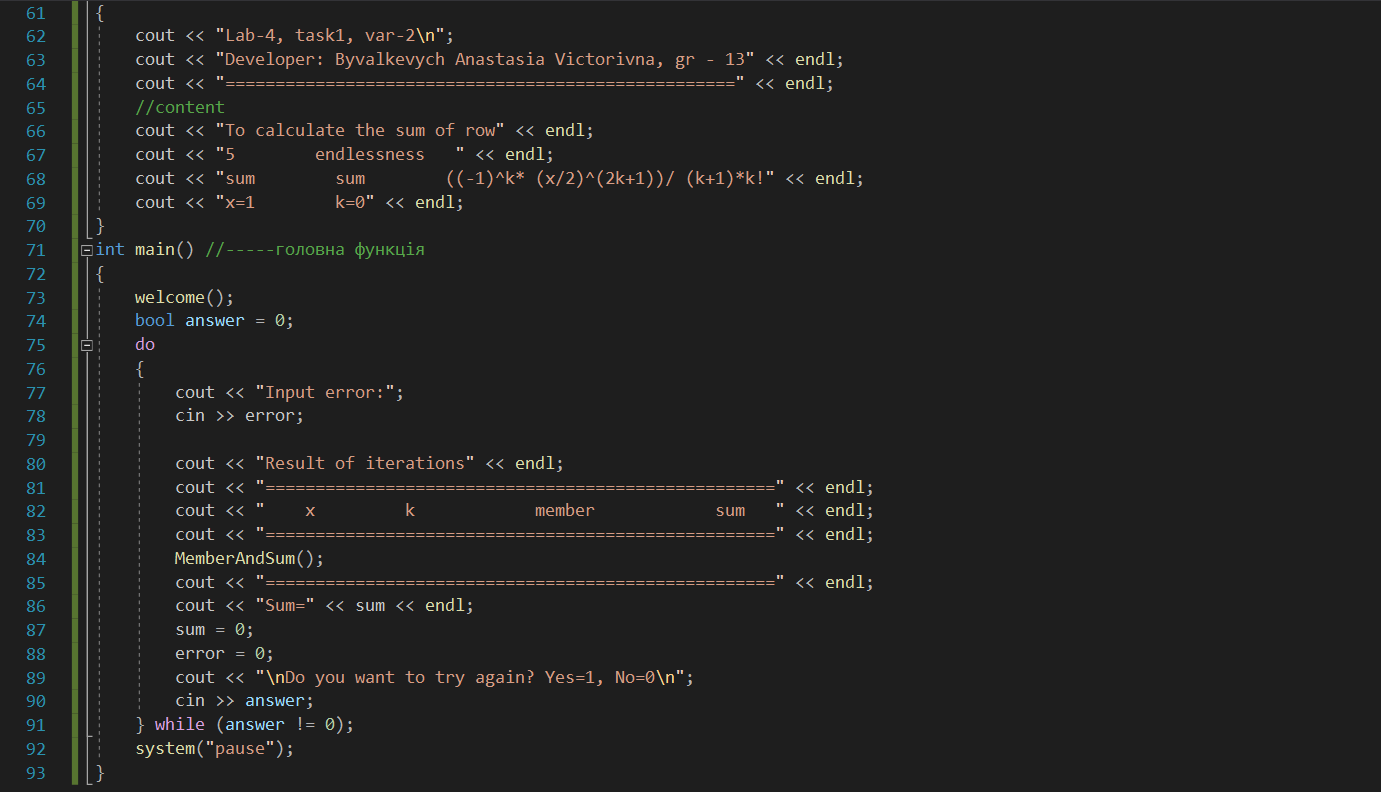 61 {
62 cout << "Lab-4, task1, var-2\n";
63 cout << "Developer: Byvalkevych Anastasia Victorivna, gr - 13" << endl;
64 cout << "===================================================" << endl;
65 //content
66 cout << "To calculate the sum of row" << endl;
67 cout << "5        endlessness   " << endl;
68 cout << "sum        sum        ((-1)^k* (x/2)^(2k+1))/ (k+1)*k!" << endl;
69 cout << "x=1        k=0" << endl;
70 }
71 int main() //-----головна функція
72 {
73 welcome();
74 bool answer = 0;
75 do
76 {
77 cout << "Input error:";
78 cin >> error;
79
80 cout << "Result of iterations" << endl;
81 cout << "===================================================" << endl;
82 cout << "    x         k            member            sum   " << endl;
83 cout << "===================================================" << endl;
84 MemberAndSum();
85 cout << "===================================================" << endl;
86 cout << "Sum=" << sum << endl;
87 sum = 0;
88 error = 0;
89 cout << "\nDo you want to try again? Yes=1, No=0\n";
90 cin >> answer;
91 } while (answer != 0);
92 system("pause");
93 }